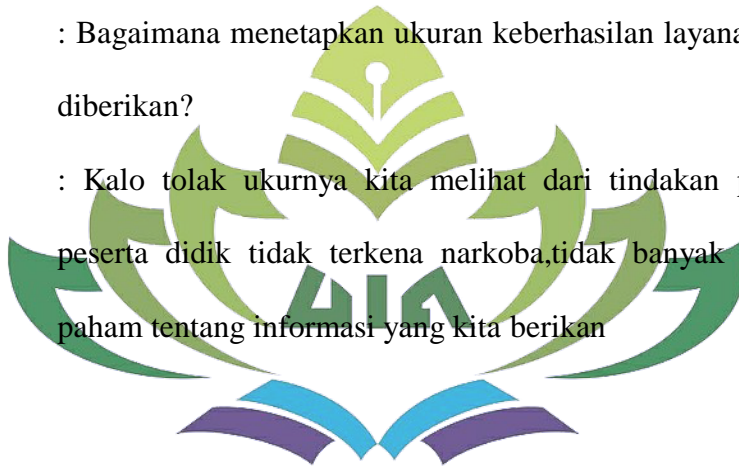 : Bagaimana menetapkan ukuran keberhasilan layana
diberikan?
: Kalo tolak ukurnya kita melihat dari tindakan
peserta didik tidak terkena narkoba,tidak banyak
paham tentang informasi yang kita berikan